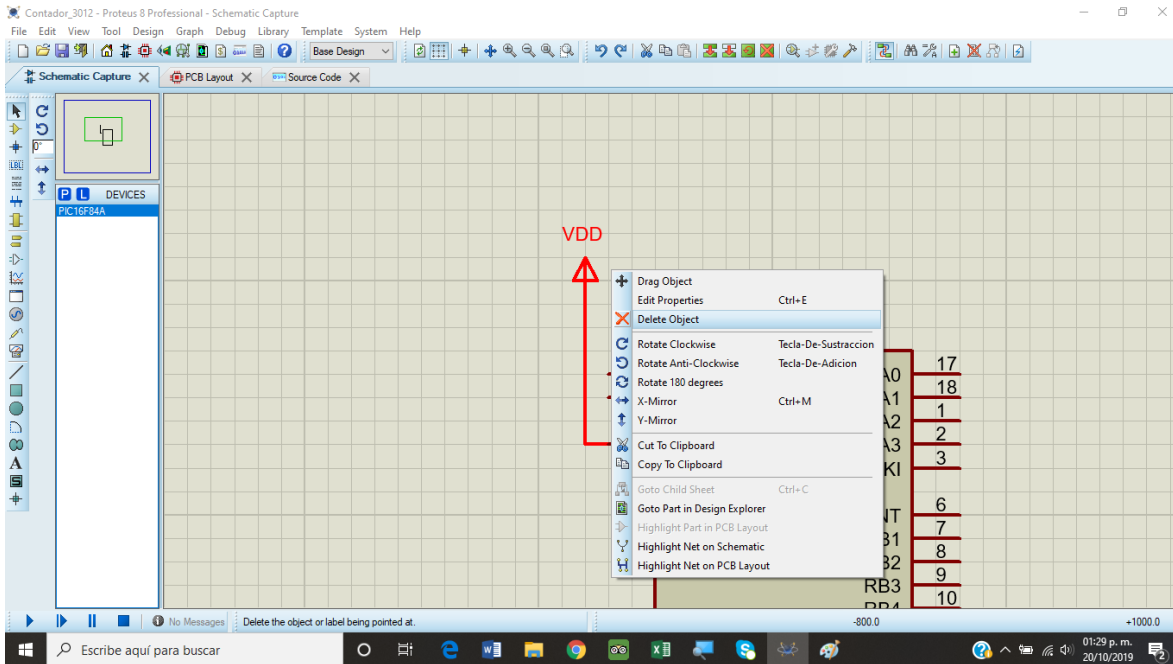 Contador_3012 - Proteus 8 Professional - Schematic Capture
File Edit View Tool Design Graph Debug Library Template System Help
Base Design
Schematic Capture PCB Layout Source Code
0°
LBL
P L DEVICES
PIC16F84A
VDD
Drag Object
Edit Properties Ctrl+E
Delete Object
Rotate Clockwise Tecla-De-Sustraccion
Rotate Anti-Clockwise Tecla-De-Adicion
Rotate 180 degrees
X-Mirror Ctrl+M
Y-Mirror
Cut To Clipboard
Copy To Clipboard
Goto Child Sheet Ctrl+C
Goto Part in Design Explorer
Highlight Part in PCB Layout
Highlight Net on Schematic
Highlight Net on PCB Layout
A0 17
A1 18
A2 1
A3 2
KI 3
NT 6
B1 7
B2 8
RB3 9
RB4 10
A
S
No Messages Delete the object or label being pointed at. -800.0 +1000.0
Escribe aquí para buscar
01:29 p. m.
20/10/2019
2